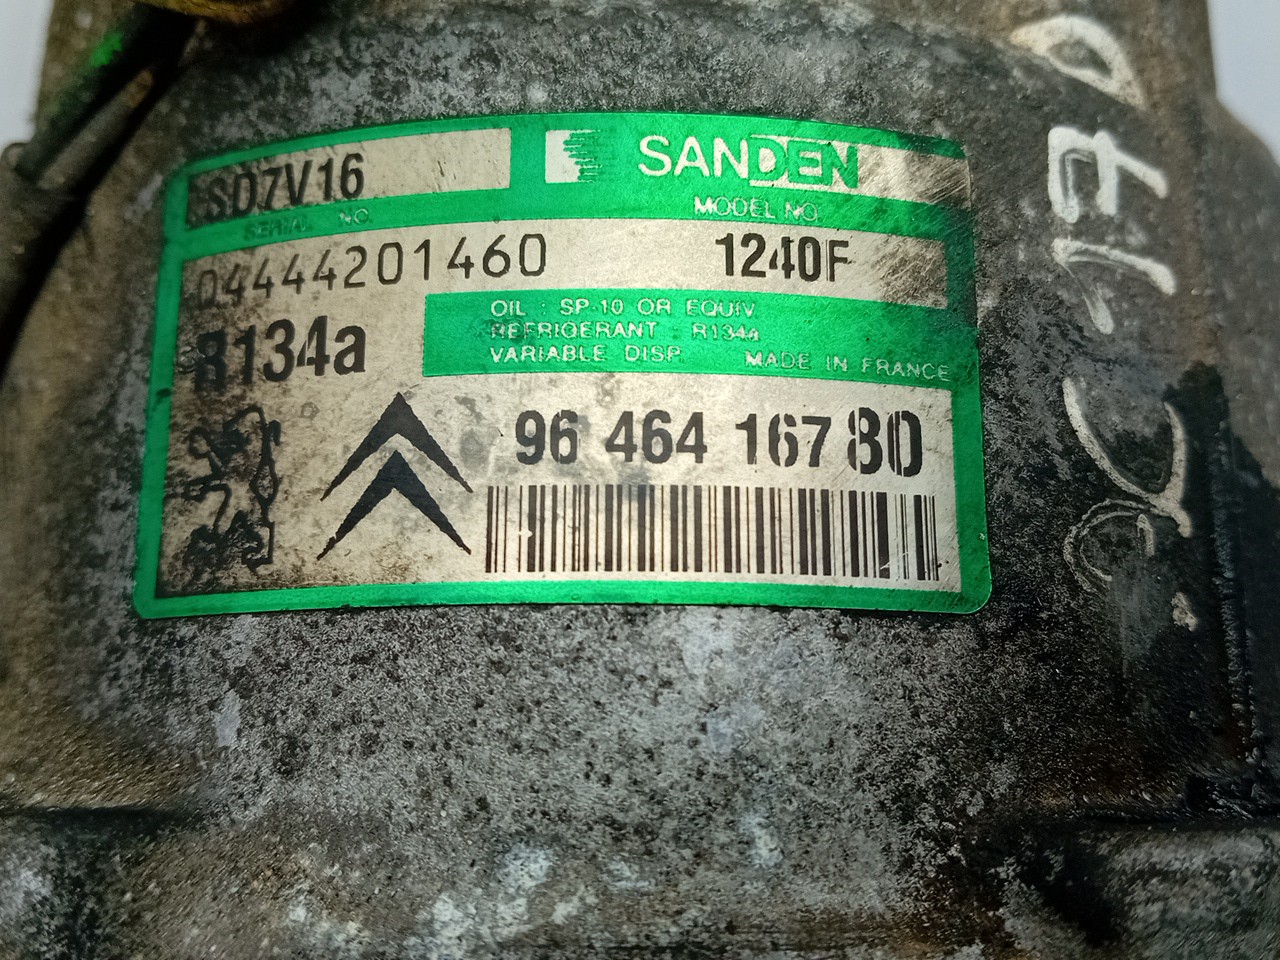 SD7V16
SANDEN
SERIAL NO.
MODEL NO.
04444201460
1240F
OIL : SP-10 OR EQUIV
REFRIGERANT : R134a
VARIABLE DISP. MADE IN FRANCE
R134a
96 464 167 80